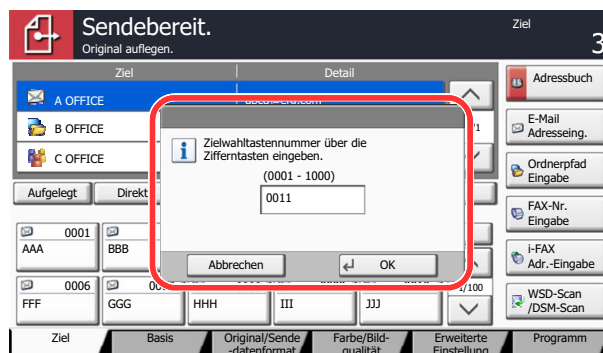 Sendebereit.
Original auflegen.
Ziel
3
Ziel
Detail
A OFFICE
B OFFICE
C OFFICE
Zielwahltastennummer über die
Zifferntasten eingeben.
(0001 - 1000)
0011
Abbrechen
OK
Aufgelegt
Direkt
0001
AAA
BBB
0006
FFF
GGG
HHH
III
JJJ
1/100
Adressbuch
E-Mail
Adresseing.
Ordnerpfad
Eingabe
FAX-Nr.
Eingabe
i-FAX
Adr.-Eingabe
WSD-Scan
/DSM-Scan
Ziel
Basis
Original/Sende
-datenformat
Farbe/Bild-
qualität
Erweiterte
Einstellung
Programm